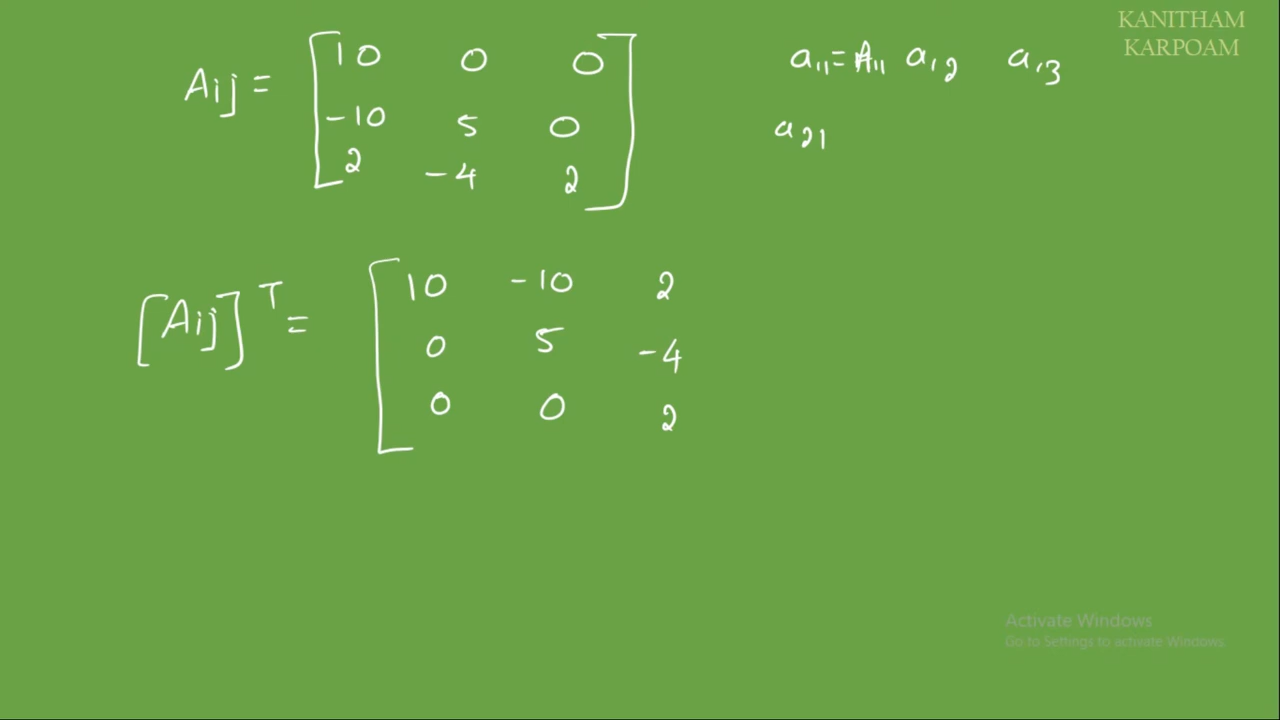 KANITHAM
KARPOAM
Aij = [ 10 0 0
-10 5 0
2 -4 2 ]
a₁₁ = A₁₁ a₁₂ a₁₃
a₂₁
[Aij]ᵀ = [ 10 -10 2
0 5 -4
0 0 2
Activate Windows
Go to Settings to activate Windows.